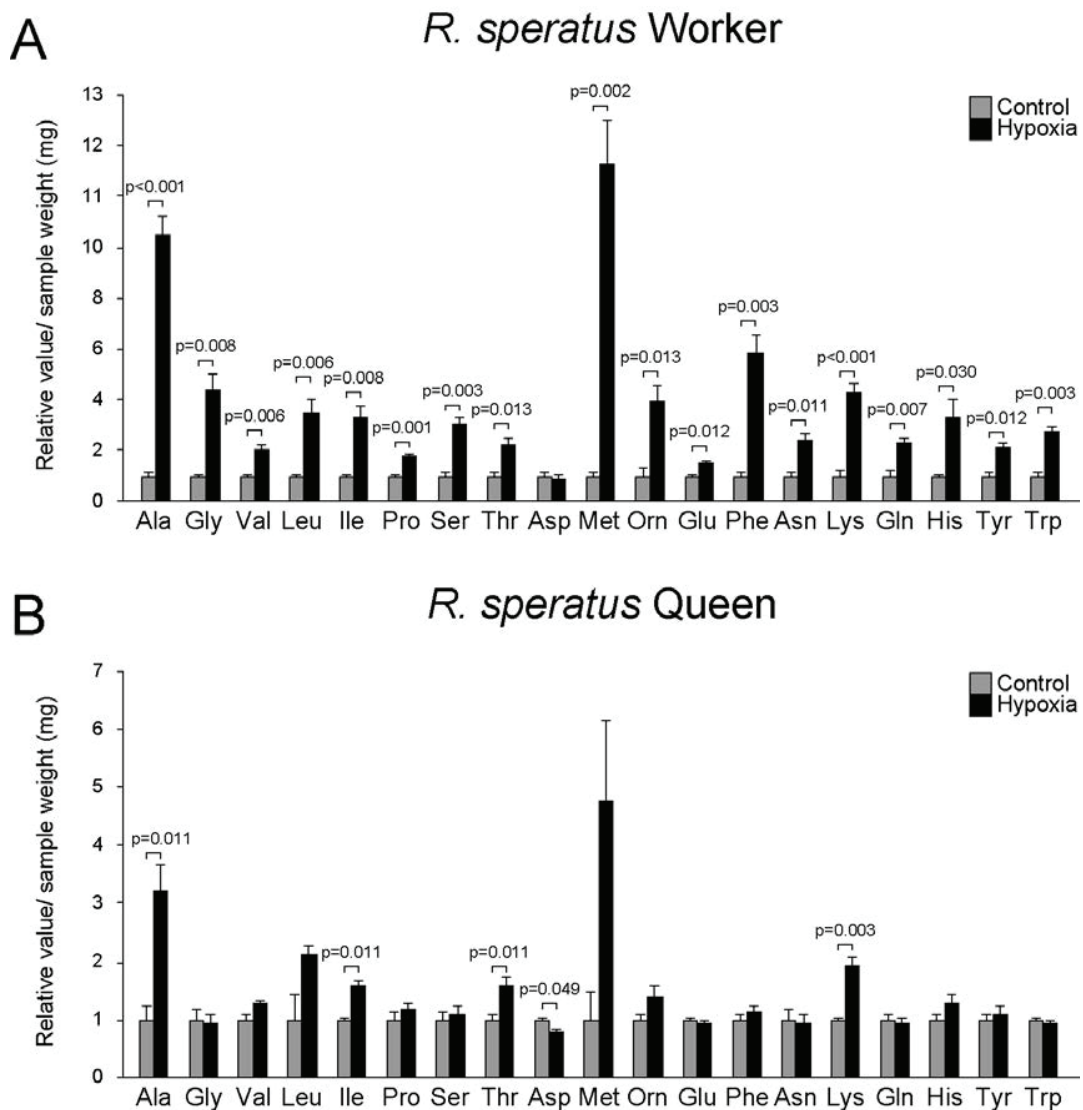 A
R. speratus Worker
Relative value/ sample weight (mg)
13
12
11
10
8
6
4
2
0
Control
Hypoxia
p<0.001
p=0.008
p=0.006
p=0.006
p=0.008
p=0.001
p=0.003
p=0.013
p=0.002
p=0.013
p=0.012
p=0.003
p=0.011
p<0.001
p=0.007
p=0.030
p=0.012
p=0.003
Ala Gly Val Leu Ile Pro Ser Thr Asp Met Orn Glu Phe Asn Lys Gln His Tyr Trp
B
R. speratus Queen
Relative value/ sample weight (mg)
7
6
5
4
3
2
1
0
Control
Hypoxia
p=0.011
p=0.011
p=0.011
p=0.049
p=0.003
Ala Gly Val Leu Ile Pro Ser Thr Asp Met Orn Glu Phe Asn Lys Gln His Tyr Trp